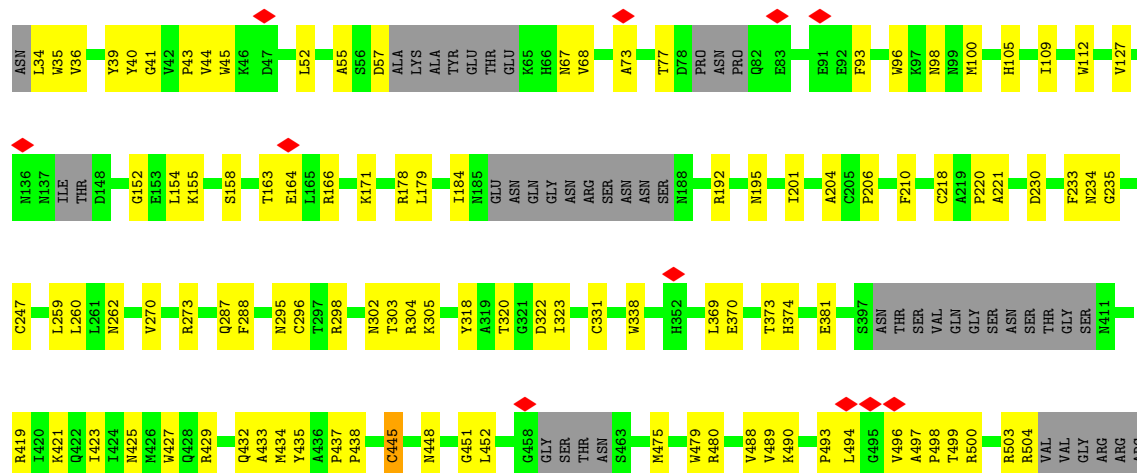 ASN L34 W35 V36 Y39 Y40 G41 V42 P43 V44 W45 K46 D47 L52 A55 S56 D57 ALA LYS ALA TYR GLU THR GLU K65 H66 N67 V68 A73 T77 D78 PRO ASN PRO Q82 E83 E91 E92 F93 W96 K97 N98 N99 M100 H105 I109 W112 V127
N136 N137 ILE THR D148 G152 E153 L154 K155 S158 T163 E164 L165 R166 K171 R178 L179 I184 N185 GLU ASN ASN GLN GLY ASN ARG SER ASN ASN SER N188 R192 N195 I201 A204 C205 P206 F210 C218 A219 P220 A221 D230 F233 N234 G235
C247 L259 L260 L261 N262 V270 R273 Q287 F288 N295 C296 T297 R298 N302 T303 R304 K305 Y318 A319 T320 G321 D322 I323 C331 W338 H352 L369 E370 T373 H374 E381 S397 ASN THR SER VAL GLN GLY SER ASN SER THR GLY SER N411
R419 I420 K421 Q422 I423 I424 N425 M426 W427 Q428 R429 Q432 A433 M434 Y435 A436 P437 P438 C445 N448 G451 L452 G458 GLY SER THR ASN S463 M475 W479 R480 V488 V489 K490 P493 L494 G495 V496 A497 P498 T499 R500 R503 R504 VAL VAL GLY ARG ARG